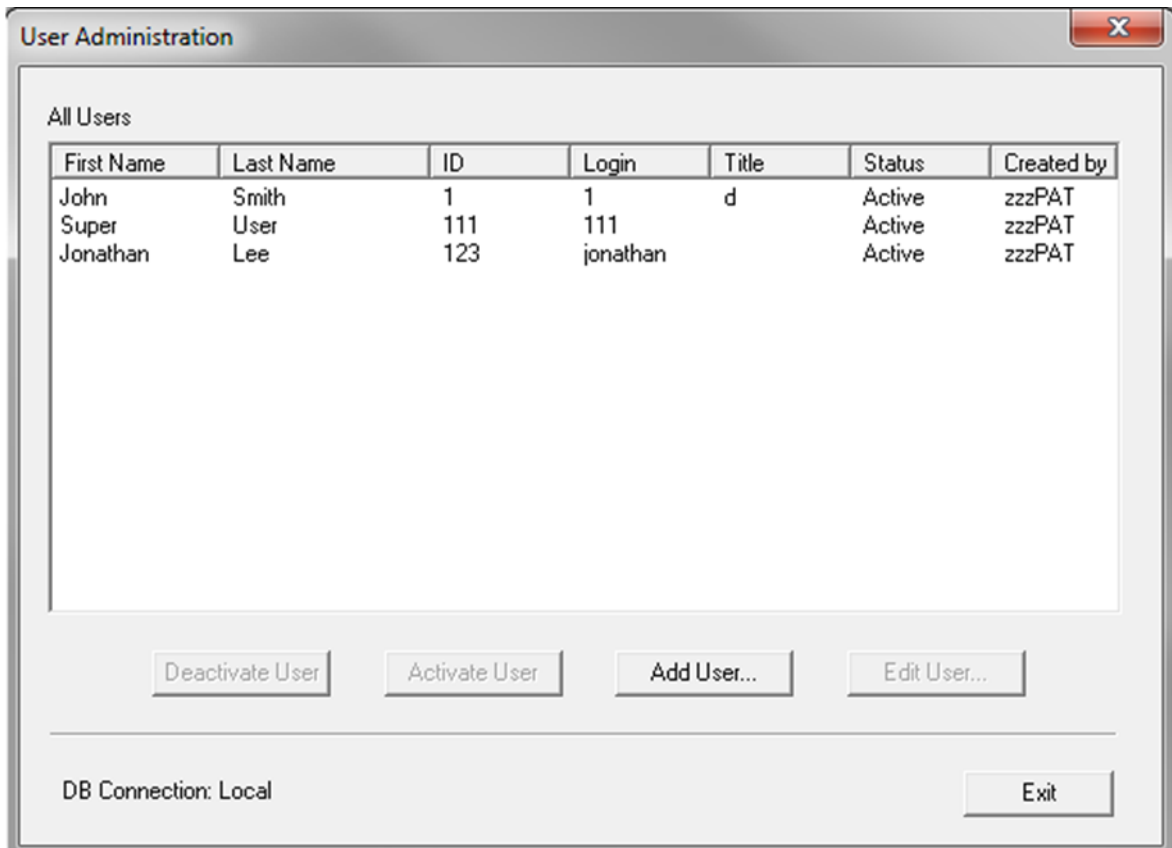 User Administration
All Users
First Name Last Name ID Login Title Status Created by
John Smith 1 1 d Active zzzPAT
Super User 111 111 Active zzzPAT
Jonathan Lee 123 jonathan Active zzzPAT
Deactivate User Activate User Add User... Edit User...
DB Connection: Local Exit